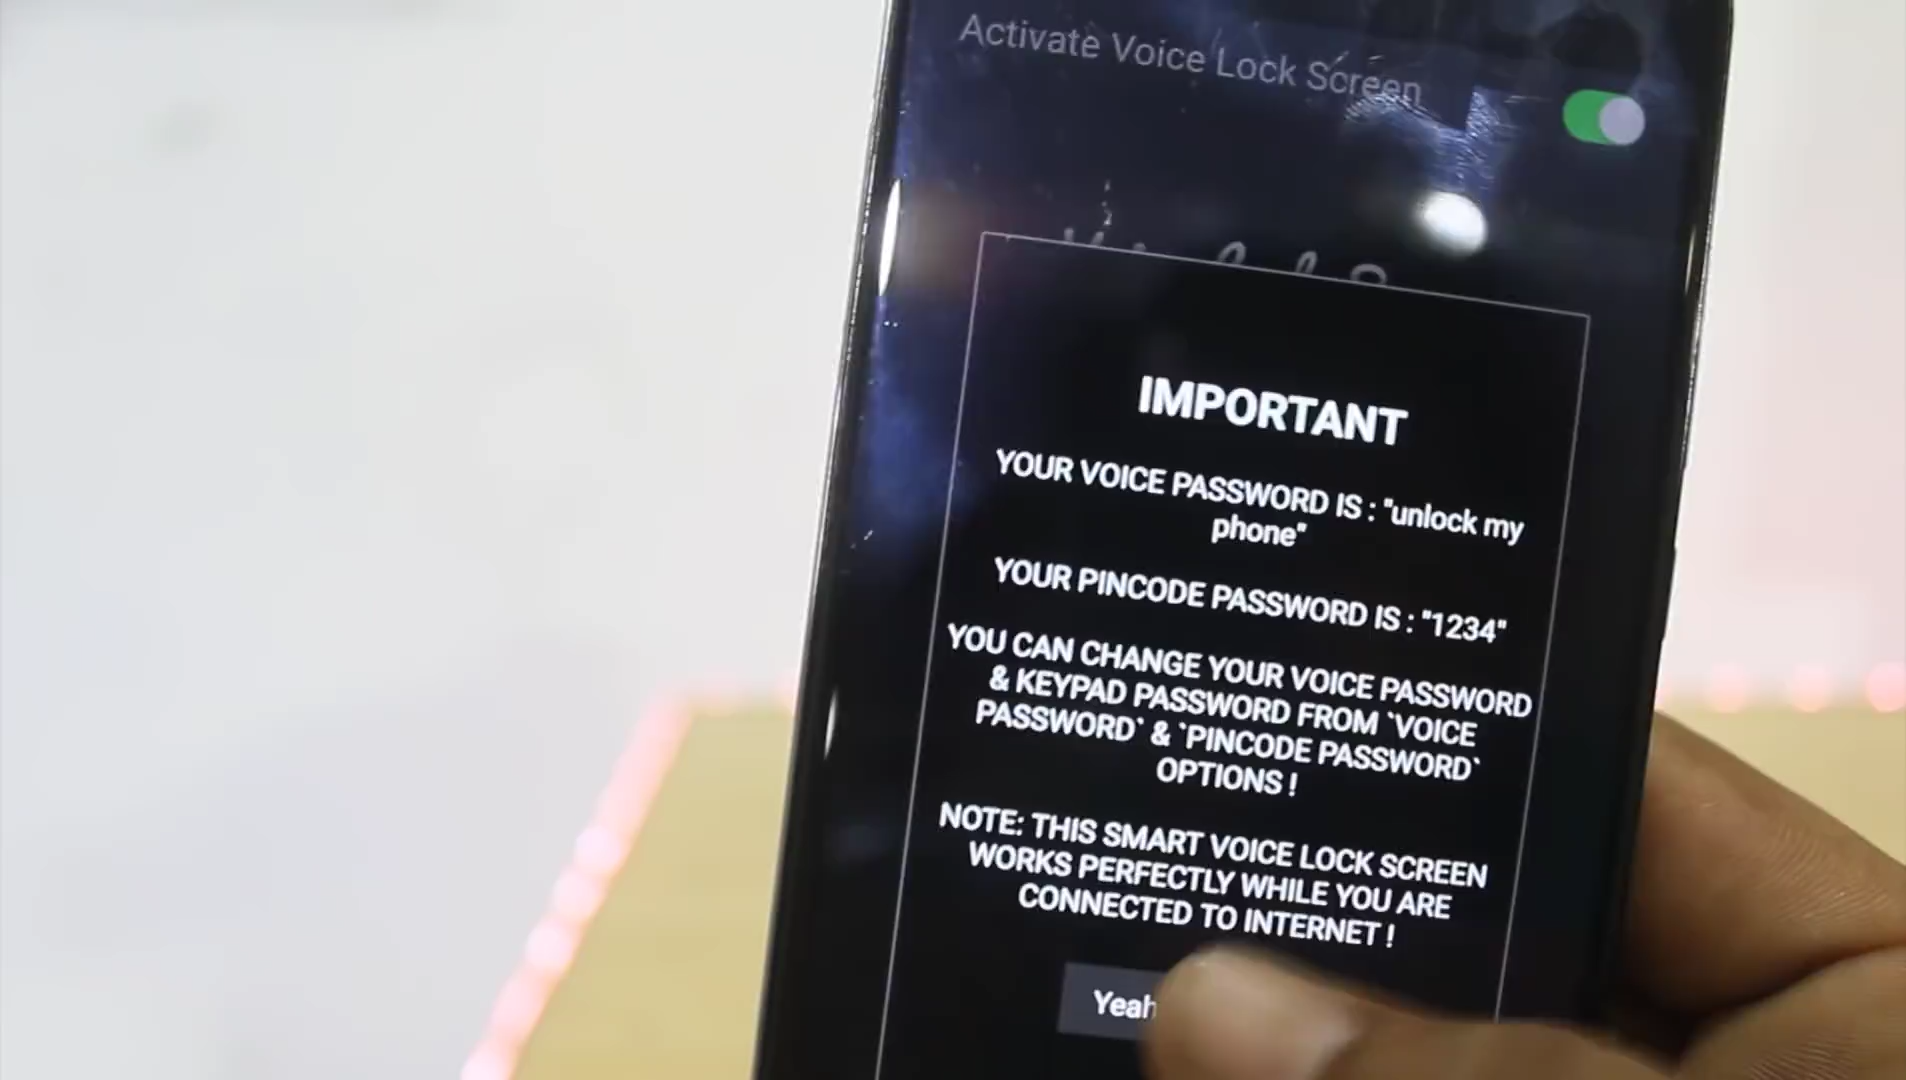 Activate Voice Lock Screen
IMPORTANT
YOUR VOICE PASSWORD IS : "unlock my
phone"
YOUR PINCODE PASSWORD IS : "1234"
YOU CAN CHANGE YOUR VOICE PASSWORD
& KEYPAD PASSWORD FROM `VOICE
PASSWORD` & `PINCODE PASSWORD`
OPTIONS !
NOTE: THIS SMART VOICE LOCK SCREEN
WORKS PERFECTLY WHILE YOU ARE
CONNECTED TO INTERNET !
Yeah